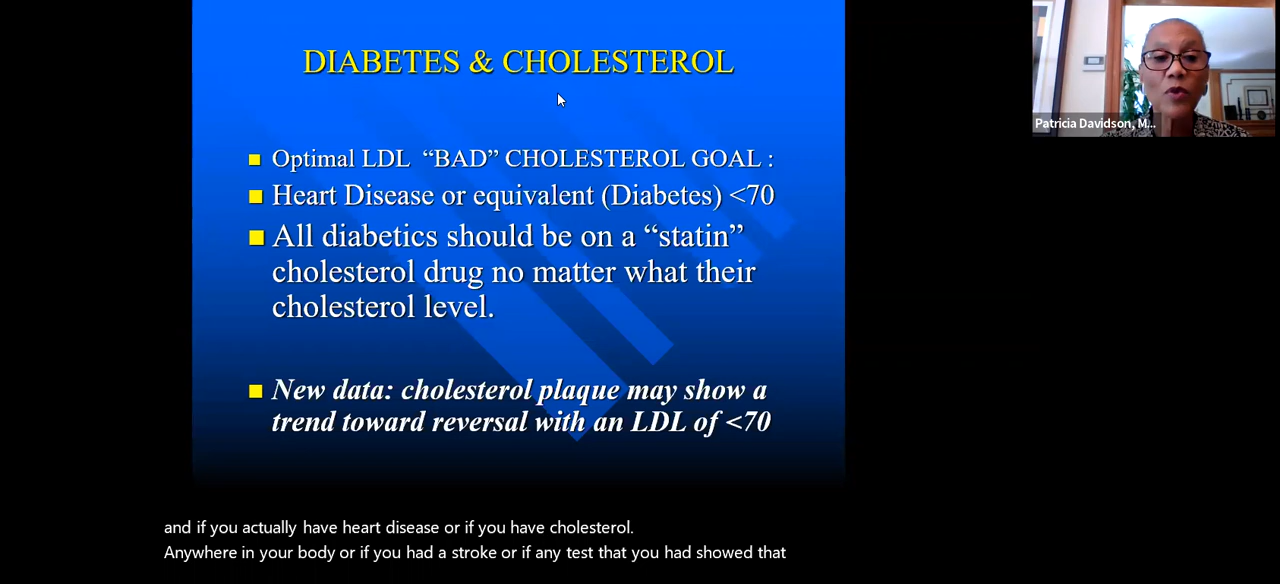 DIABETES & CHOLESTEROL
Optimal LDL “BAD” CHOLESTEROL GOAL :
Heart Disease or equivalent (Diabetes) <70
All diabetics should be on a “statin”
cholesterol drug no matter what their
cholesterol level.
New data: cholesterol plaque may show a
trend toward reversal with an LDL of <70
Patricia Davidson, M...
and if you actually have heart disease or if you have cholesterol.
Anywhere in your body or if you had a stroke or if any test that you had showed that